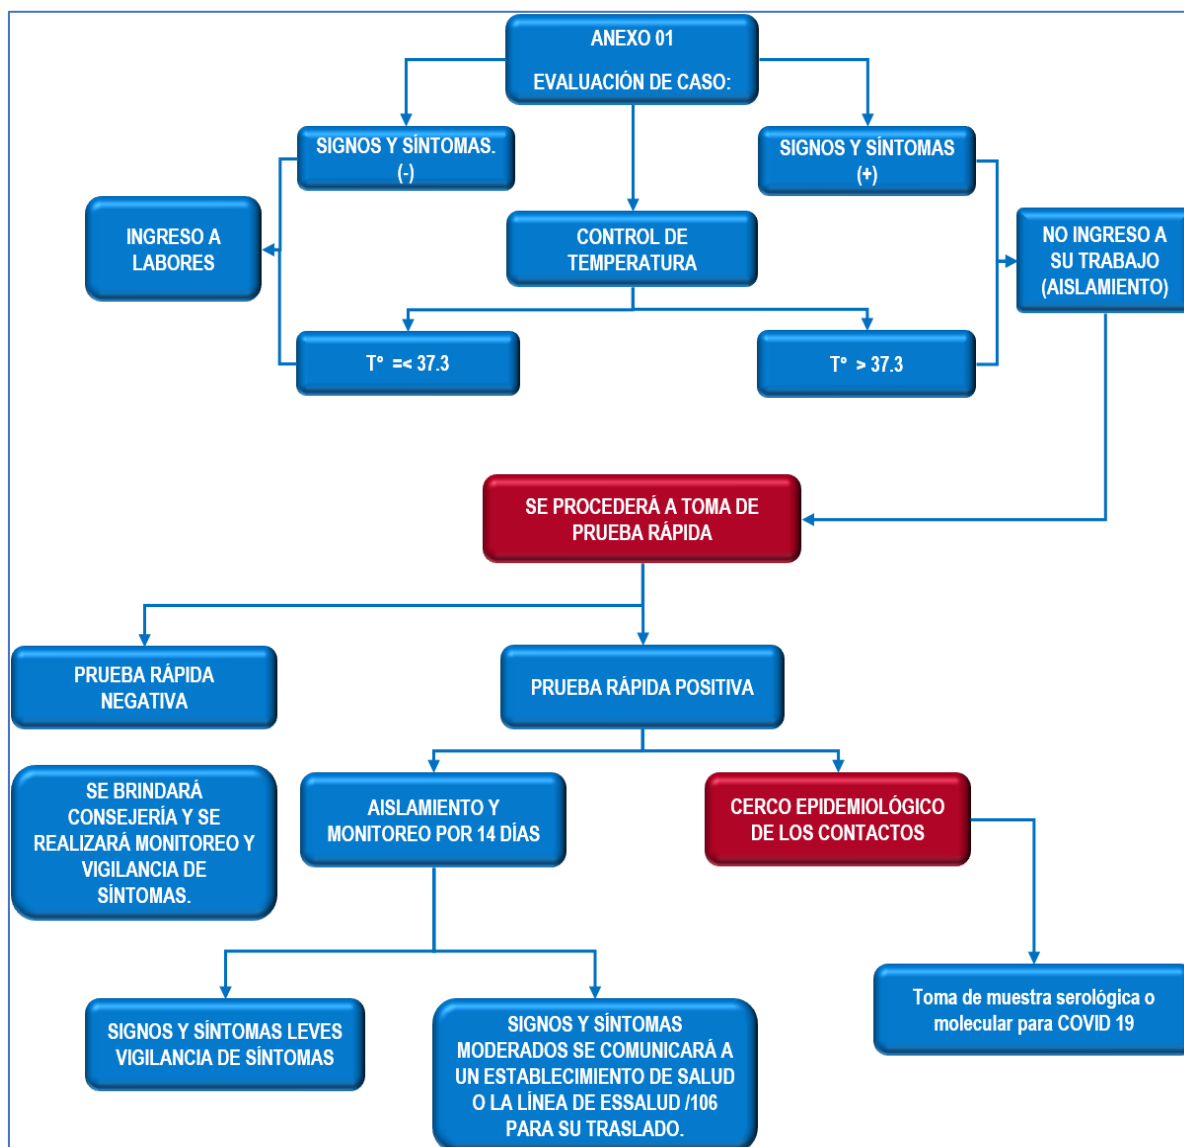 ANEXO 01
EVALUACIÓN DE CASO:
SIGNOS Y SÍNTOMAS.
(-)
SIGNOS Y SÍNTOMAS
(+)
INGRESO A
LABORES
CONTROL DE
TEMPERATURA
NO INGRESO A
SU TRABAJO
(AISLAMIENTO)
T° =< 37.3
T° > 37.3
SE PROCEDERÁ A TOMA DE
PRUEBA RÁPIDA
PRUEBA RÁPIDA
NEGATIVA
PRUEBA RÁPIDA POSITIVA
SE BRINDARÁ
CONSEJERÍA Y SE
REALIZARÁ MONITOREO Y
VIGILANCIA DE
SÍNTOMAS.
AISLAMIENTO Y
MONITOREO POR 14 DÍAS
CERCO EPIDEMIOLÓGICO
DE LOS CONTACTOS
SIGNOS Y SÍNTOMAS LEVES
VIGILANCIA DE SÍNTOMAS
SIGNOS Y SÍNTOMAS
MODERADOS SE COMUNICARÁ A
UN ESTABLECIMIENTO DE SALUD
O LA LÍNEA DE ESSALUD /106
PARA SU TRASLADO.
Toma de muestra serológica o
molecular para COVID 19